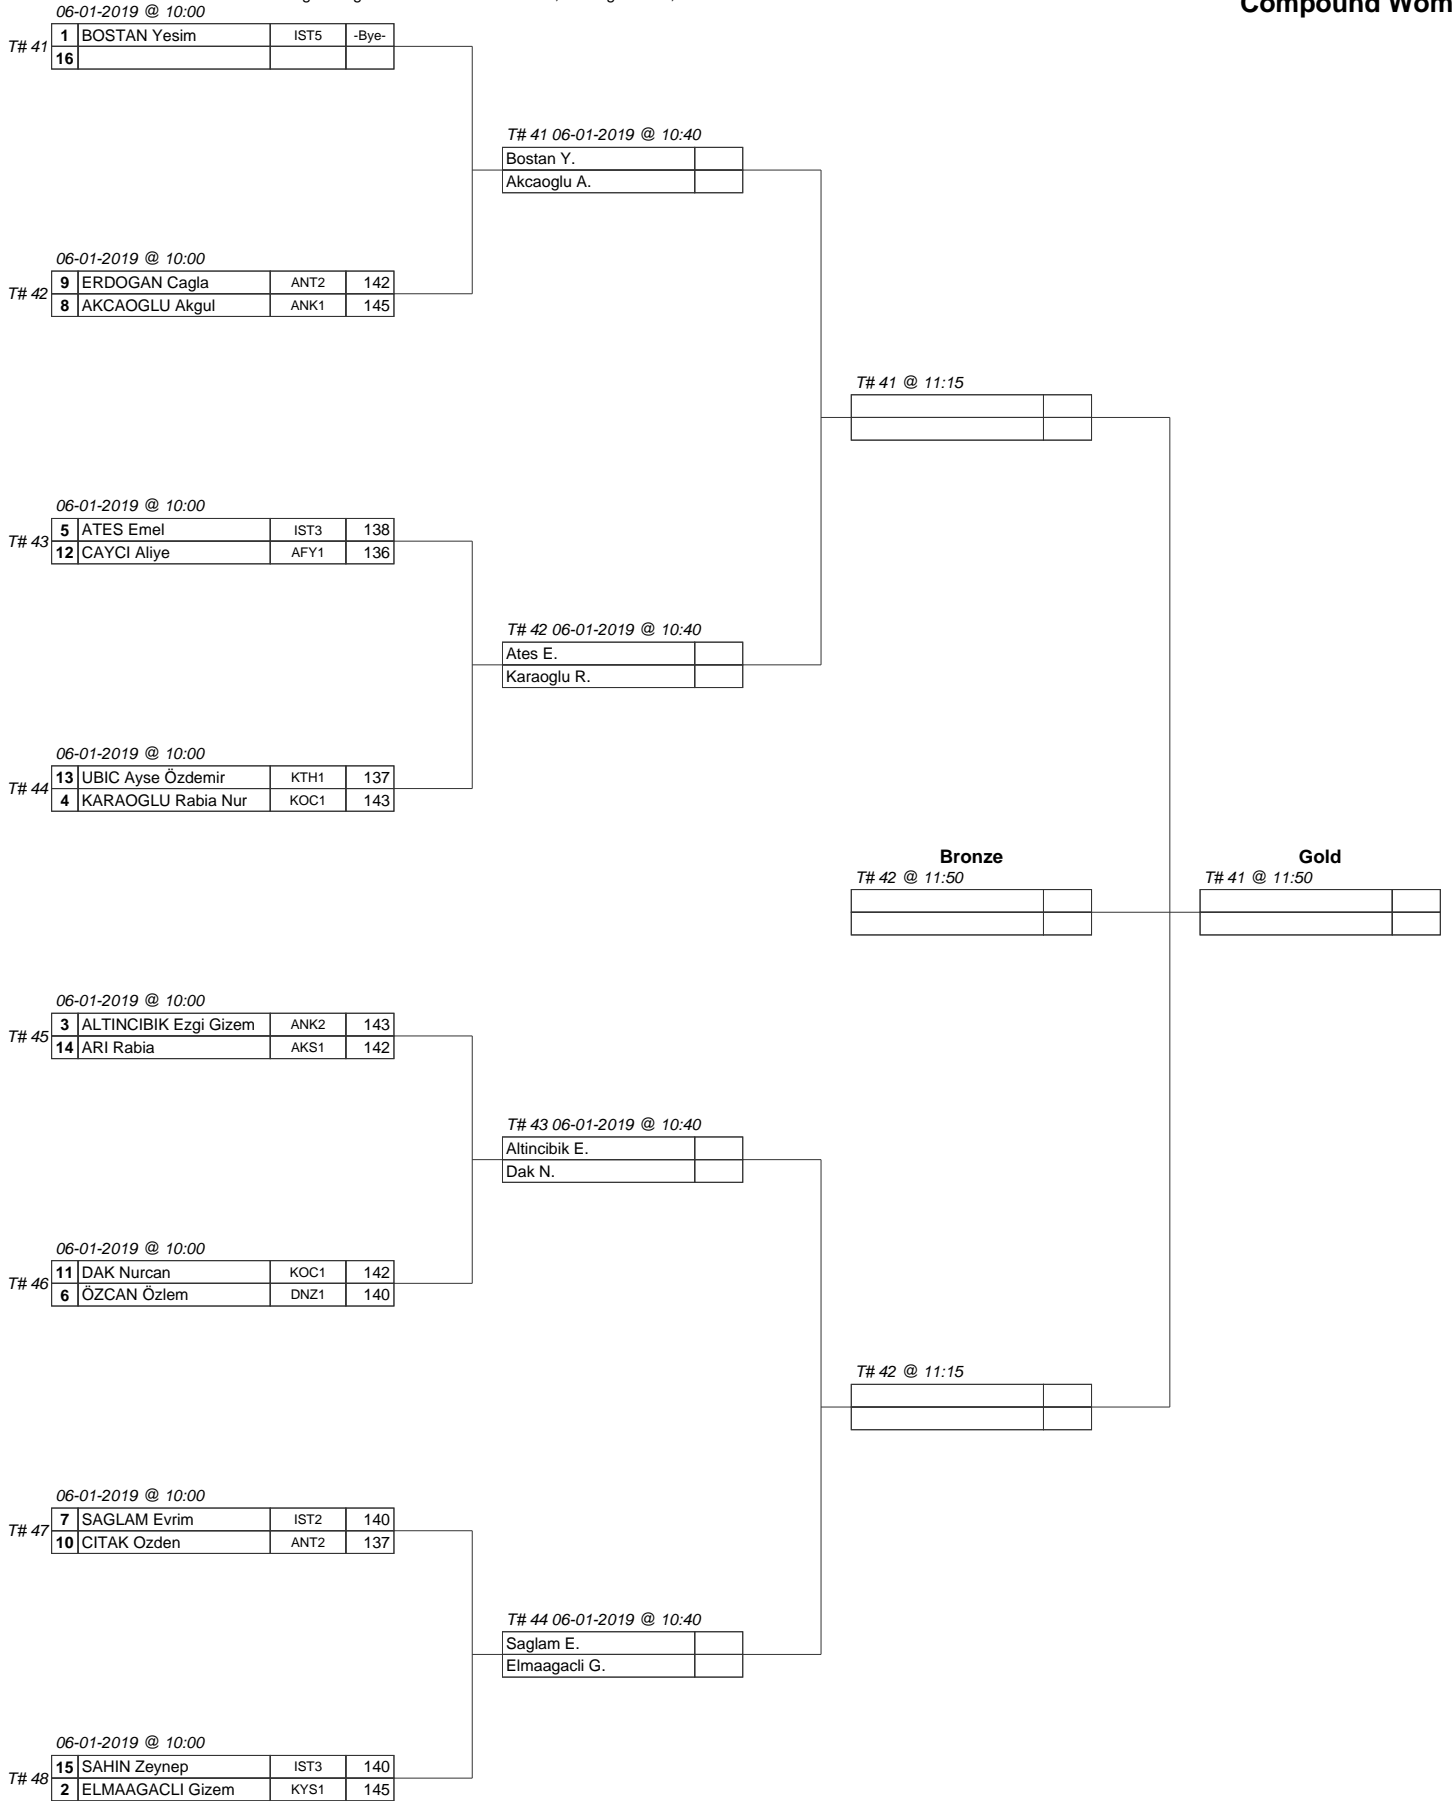 Compound Wom
06-01-2019 @ 10:00
T# 41
1 BOSTAN Yesim IST5 -Bye-
16
T# 41 06-01-2019 @ 10:40
Bostan Y.
Akcaoglu A.
06-01-2019 @ 10:00
T# 42
9 ERDOGAN Cagla ANT2 142
8 AKCAOGLU Akgul ANK1 145
T# 41 @ 11:15
06-01-2019 @ 10:00
T# 43
5 ATES Emel IST3 138
12 CAYCI Aliye AFY1 136
T# 42 06-01-2019 @ 10:40
Ates E.
Karaoglu R.
06-01-2019 @ 10:00
T# 44
13 UBIC Ayse Özdemir KTH1 137
4 KARAOGLU Rabia Nur KOC1 143
Bronze
T# 42 @ 11:50
Gold
T# 41 @ 11:50
06-01-2019 @ 10:00
T# 45
3 ALTINCIBIK Ezgi Gizem ANK2 143
14 ARI Rabia AKS1 142
T# 43 06-01-2019 @ 10:40
Altincibik E.
Dak N.
06-01-2019 @ 10:00
T# 46
11 DAK Nurcan KOC1 142
6 ÖZCAN Özlem DNZ1 140
T# 42 @ 11:15
06-01-2019 @ 10:00
T# 47
7 SAGLAM Evrim IST2 140
10 CITAK Ozden ANT2 137
T# 44 06-01-2019 @ 10:40
Saglam E.
Elmaagacli G.
06-01-2019 @ 10:00
T# 48
15 SAHIN Zeynep IST3 140
2 ELMAAGACLI Gizem KYS1 145